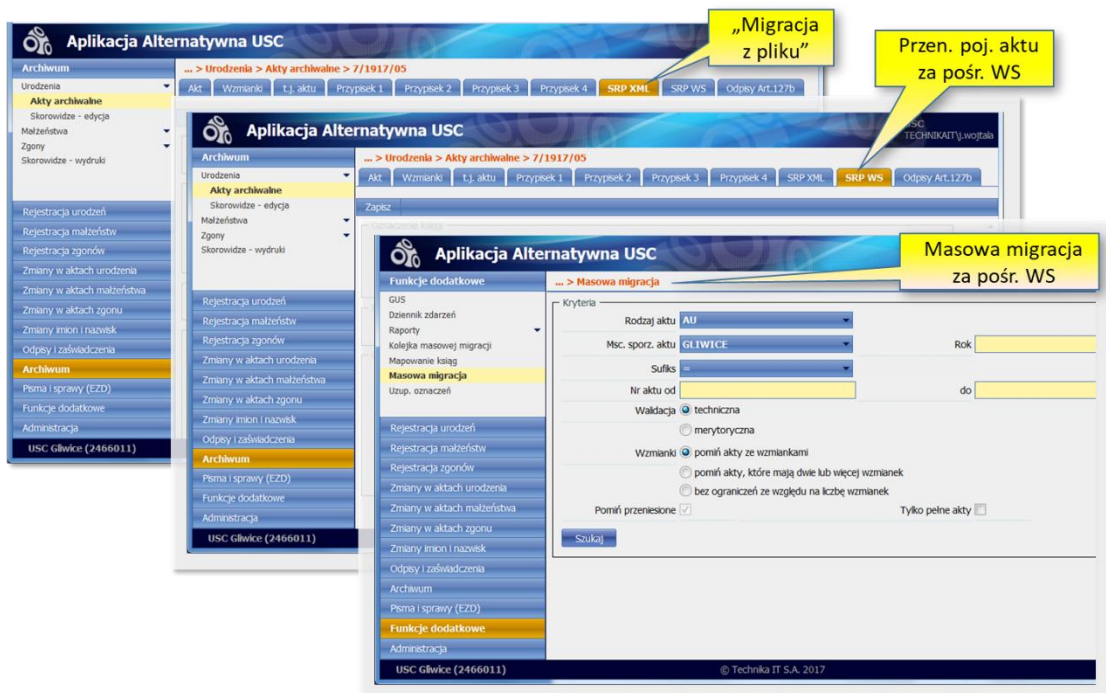 „Migracja
z pliku”
Przen. poj. aktu
za pośr. WS
Masowa migracja
za pośr. WS
Aplikacja Alternatywna USC
Archiwum
Urodzenia
Akty archiwalne
Skorowidze - edycja
Małżeństwa
Zgony
Skorowidze - wydruki
Rejestracja urodzeń
Rejestracja małżeństw
Rejestracja zgonów
Zmiany w aktach urodzenia
Zmiany w aktach małżeństwa
Zmiany w aktach zgonu
Zmiany imion i nazwisk
Odpisy i zaświadczenia
Archiwum
Pisma i sprawy (EZD)
Funkcje dodatkowe
Administracja
USC Gliwice (2466011)
... > Urodzenia > Akty archiwalne > 7/1917/05
Akt Wzmianki t.j. aktu Przypisek 1 Przypisek 2 Przypisek 3 Przypisek 4 SRP XML SRP WS Odpisy Art.127b
Aplikacja Alternatywna USC
USC
TECHNIKAIT\j.wojtala
Archiwum
Urodzenia
Akty archiwalne
Skorowidze - edycja
Małżeństwa
Zgony
Skorowidze - wydruki
Rejestracja urodzeń
Rejestracja małżeństw
Rejestracja zgonów
Zmiany w aktach urodzenia
Zmiany w aktach małżeństwa
Zmiany w aktach zgonu
Zmiany imion i nazwisk
Odpisy i zaświadczenia
Archiwum
Pisma i sprawy (EZD)
Funkcje dodatkowe
Administracja
USC Gliwice (2466011)
... > Urodzenia > Akty archiwalne > 7/1917/05
Akt Wzmianki t.j. aktu Przypisek 1 Przypisek 2 Przypisek 3 Przypisek 4 SRP XML SRP WS Odpisy Art.127b
Zapisz
Aplikacja Alternatywna USC
Funkcje dodatkowe
GUS
Dziennik zdarzeń
Raporty
Kolejka masowej migracji
Mapowanie ksiąg
Masowa migracja
Uzup. oznaczeń
Rejestracja urodzeń
Rejestracja małżeństw
Rejestracja zgonów
Zmiany w aktach urodzenia
Zmiany w aktach małżeństwa
Zmiany w aktach zgonu
Zmiany imion i nazwisk
Odpisy i zaświadczenia
Archiwum
Pisma i sprawy (EZD)
Funkcje dodatkowe
Administracja
USC Gliwice (2466011)
... > Masowa migracja
Kryteria
Rodzaj aktu AU
Msc. sporz. aktu GLIWICE Rok
Sufiks =
Nr aktu od do
Walidacja techniczna
merytoryczna
Wzmianki pomiń akty ze wzmiankami
pomiń akty, które mają dwie lub więcej wzmianek
bez ograniczeń ze względu na liczbę wzmianek
Pomiń przeniesione Tylko pełne akty
Szukaj
© Technika IT S.A. 2017